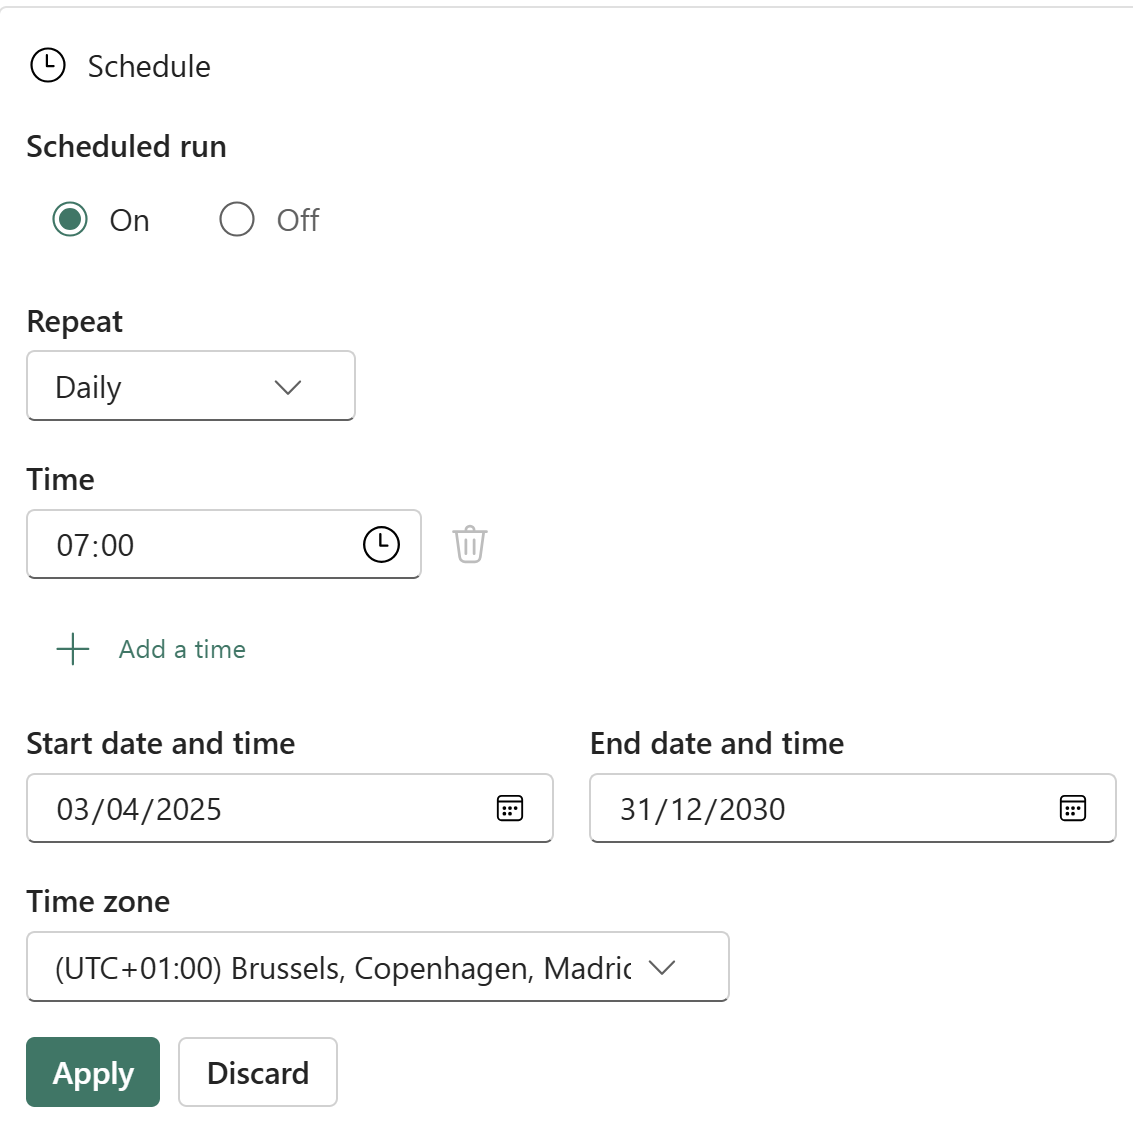 Schedule
Scheduled run
On Off
Repeat
Daily
Time
07:00
Add a time
Start date and time End date and time
03/04/2025 31/12/2030
Time zone
(UTC+01:00) Brussels, Copenhagen, Madri
Apply Discard